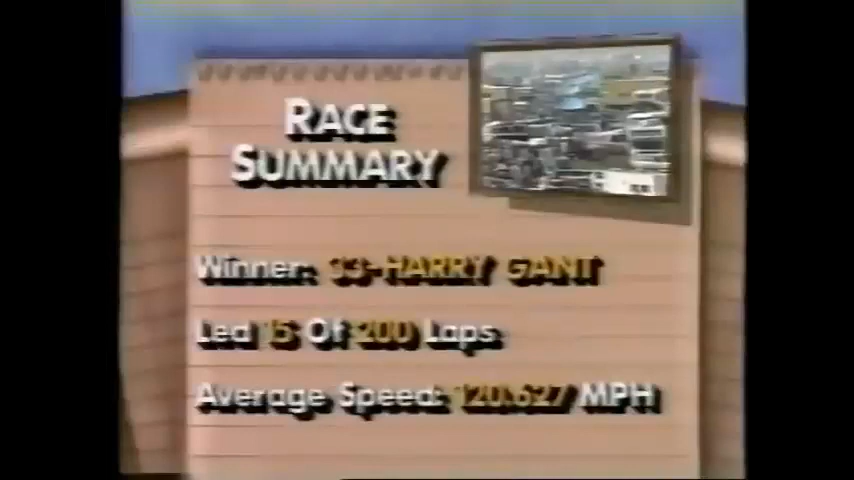 RACE
SUMMARY
Winner: 33-HARRY GANT
Led 15 Of 200 Laps
Average Speed: 120.627 MPH